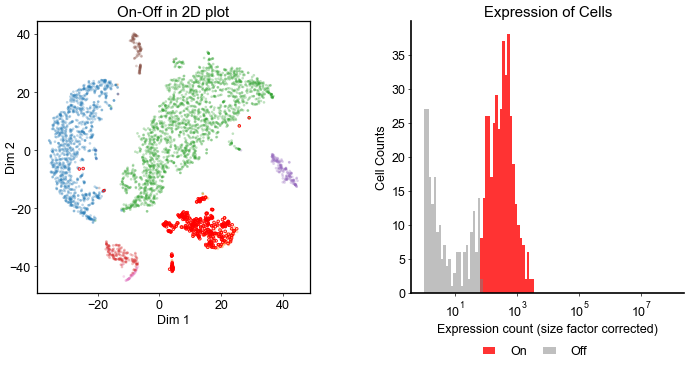 On-Off in 2D plot
Expression of Cells
40
20
0
−20
−40
Dim 2
−20
0
20
40
Dim 1
35
30
25
20
15
10
5
0
Cell Counts
10^1
10^3
10^5
10^7
Expression count (size factor corrected)
On
Off